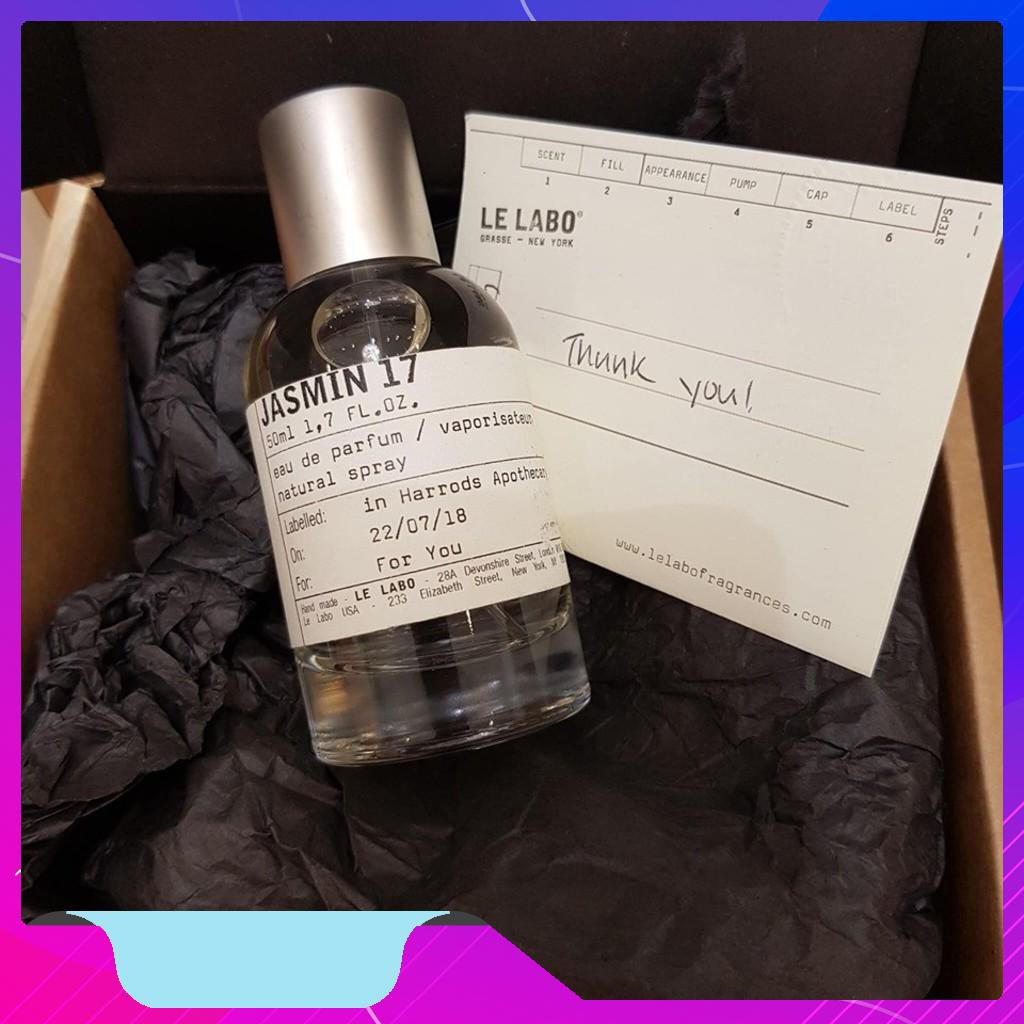 JASMIN 17
50ml 1,7 FL.OZ.
eau de parfum / vaporisateur
natural spray
Labelled: in Harrods Apothecary
On: 22/07/18
For: For You
Hand made - LE LABO - 28A Devonshire Street, London
Le Labo USA - 233 Elizabeth Street, New York, NY
SCENT FILL APPEARANCE PUMP CAP LABEL
1 2 3 4 5 6 STEPS
LE LABO®
GRASSE – NEW YORK
Thank you!
www.lelabofragrances.com